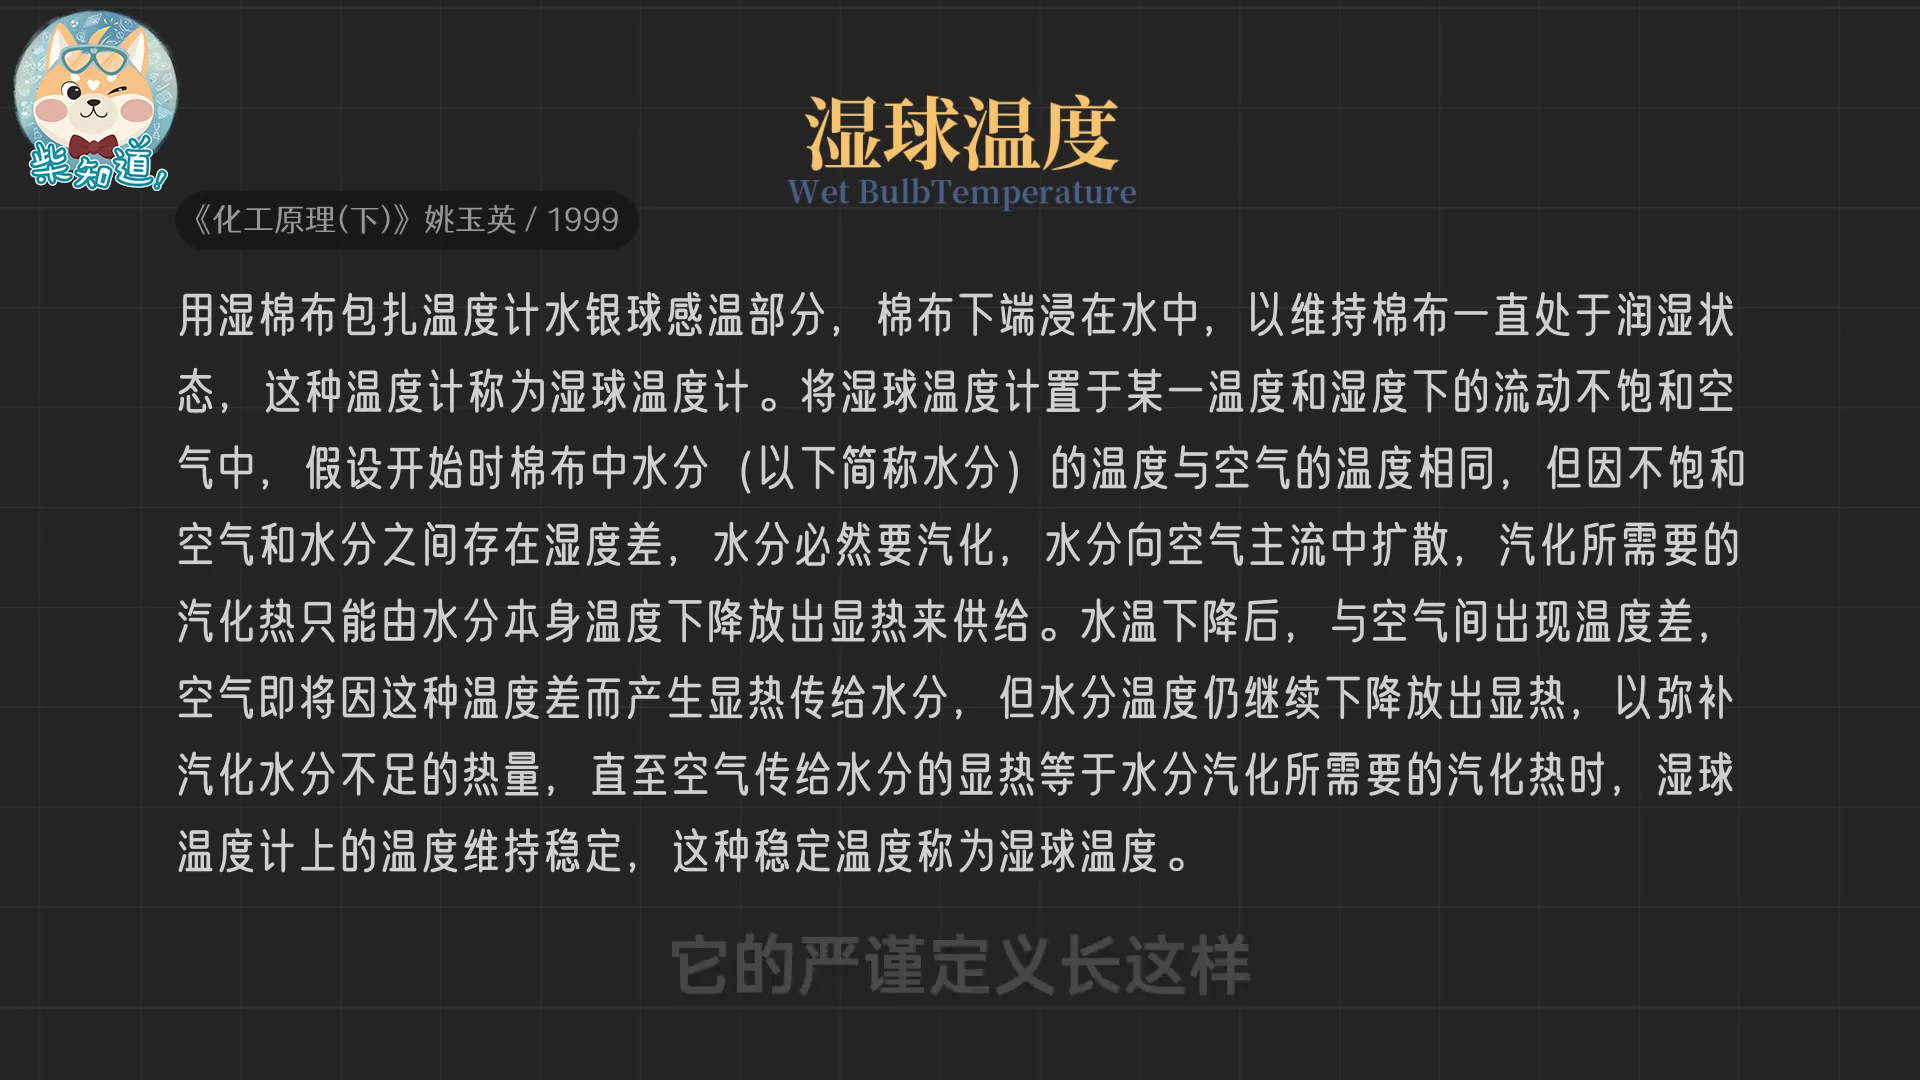 柴知道!
湿球温度
Wet BulbTemperature
《化工原理(下)》姚玉英 / 1999
用湿棉布包扎温度计水银球感温部分，棉布下端浸在水中，以维持棉布一直处于润湿状
态，这种温度计称为湿球温度计。将湿球温度计置于某一温度和湿度下的流动不饱和空
气中，假设开始时棉布中水分（以下简称水分）的温度与空气的温度相同，但因不饱和
空气和水分之间存在湿度差，水分必然要汽化，水分向空气主流中扩散，汽化所需要的
汽化热只能由水分本身温度下降放出显热来供给。水温下降后，与空气间出现温度差，
空气即将因这种温度差而产生显热传给水分，但水分温度仍继续下降放出显热，以弥补
汽化水分不足的热量，直至空气传给水分的显热等于水分汽化所需要的汽化热时，湿球
温度计上的温度维持稳定，这种稳定温度称为湿球温度。
它的严谨定义长这样